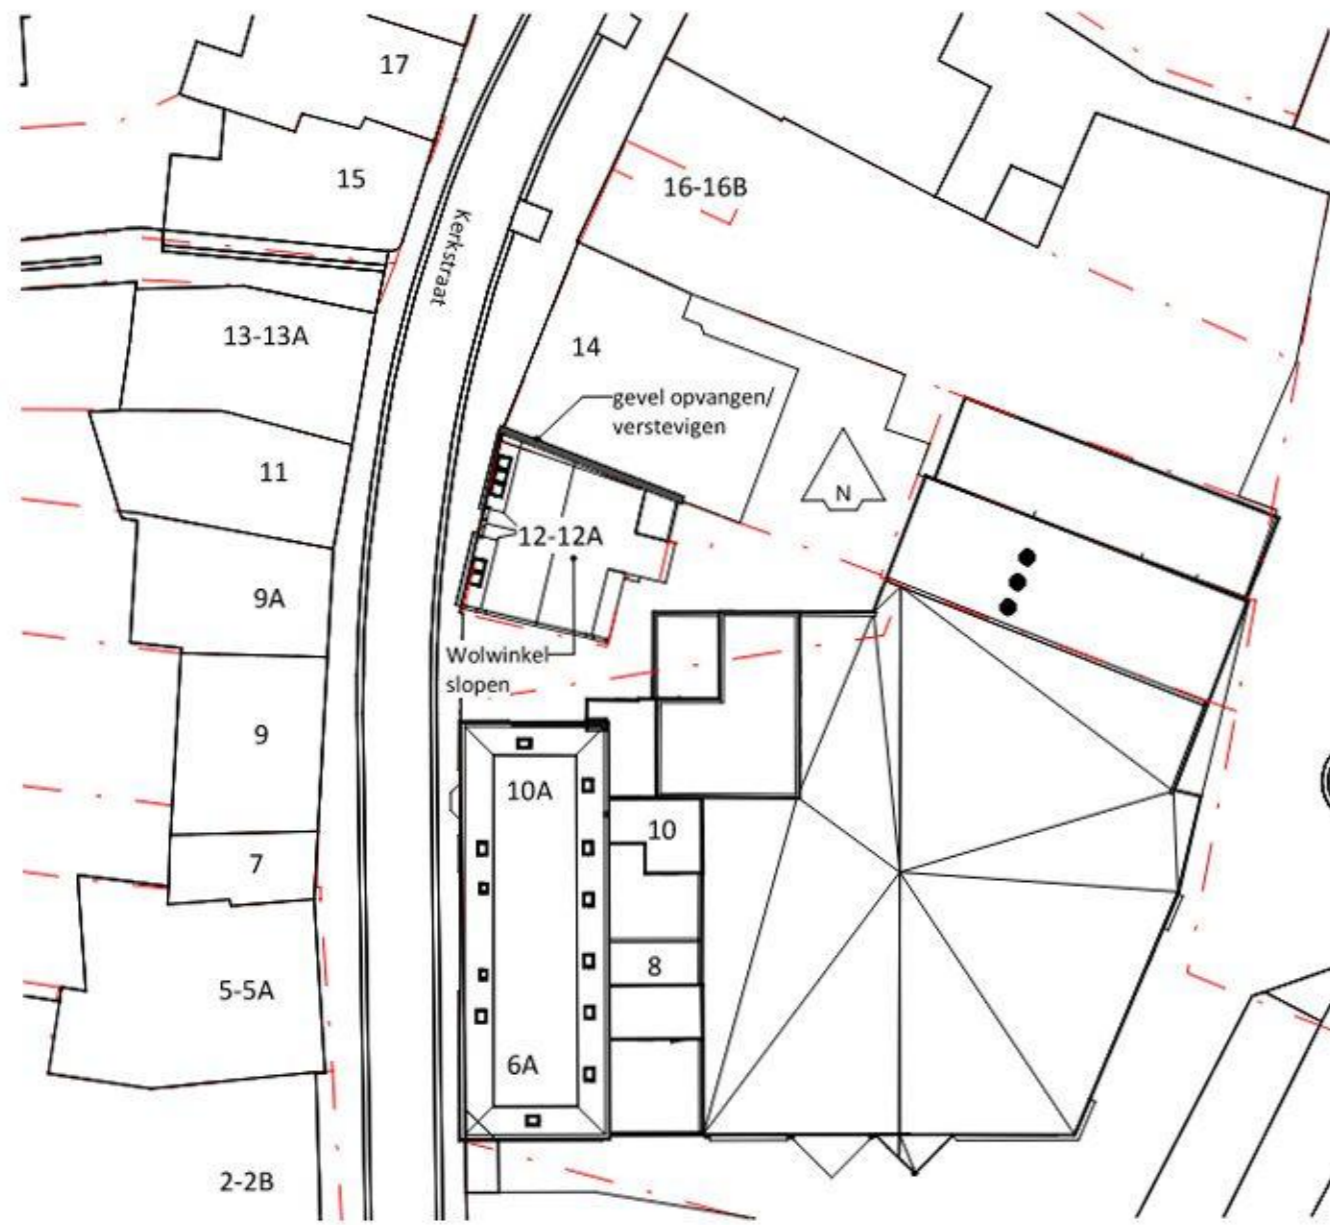 17
15
16-16B
Kerkstraat
13-13A
14
gevel opvangen/
verstevigen
11
N
12-12A
9A
Wolwinkel
slopen
9
10A
10
7
8
5-5A
6A
2-2B